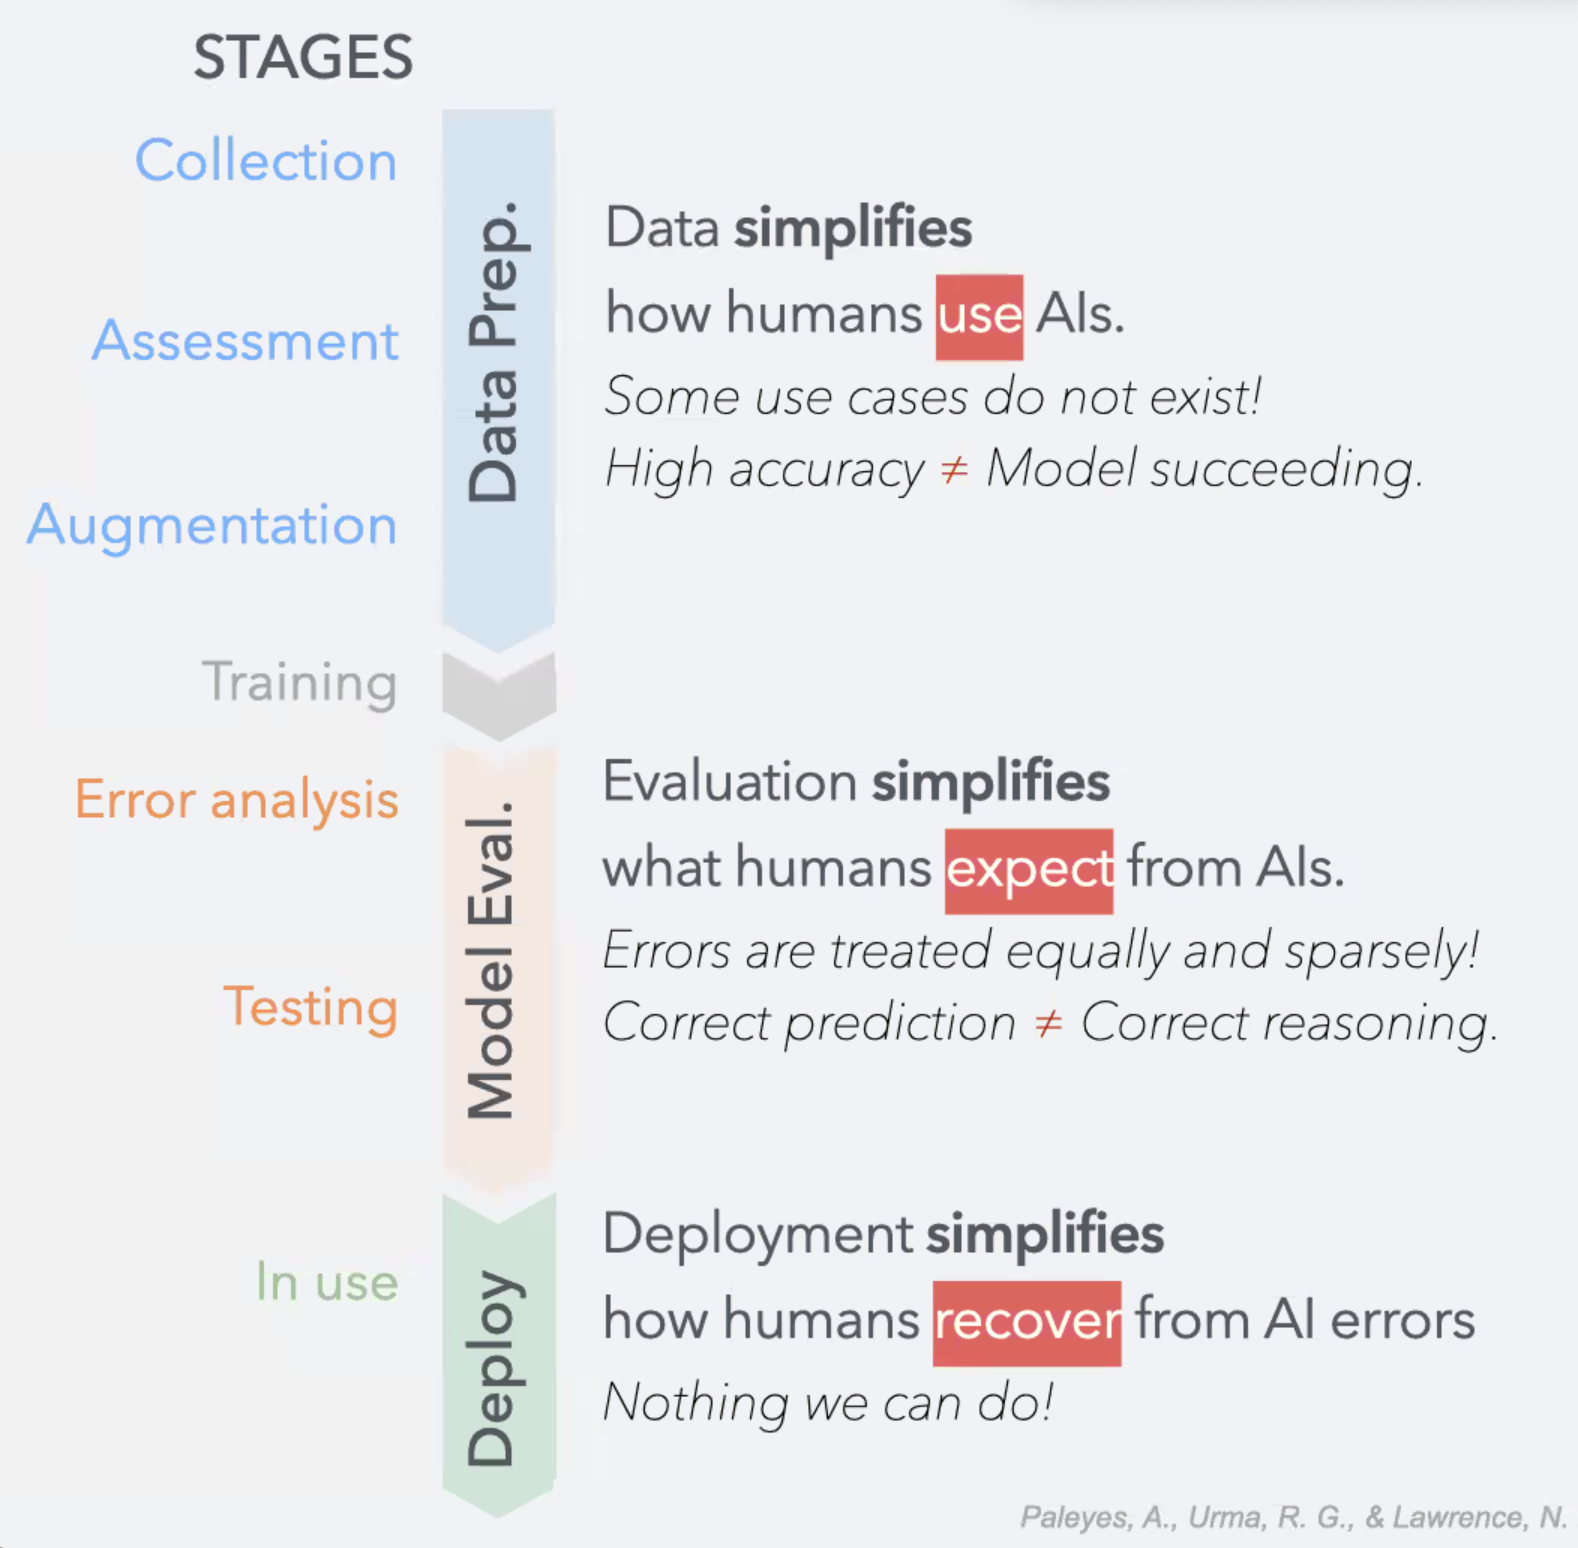 STAGES
Collection
Assessment
Augmentation
Training
Error analysis
Testing
In use
Data Prep.
Model Eval.
Deploy
Data simplifies
how humans use AIs.
Some use cases do not exist!
High accuracy ≠ Model succeeding.
Evaluation simplifies
what humans expect from AIs.
Errors are treated equally and sparsely!
Correct prediction ≠ Correct reasoning.
Deployment simplifies
how humans recover from AI errors
Nothing we can do!
Paleyes, A., Urma, R. G., & Lawrence, N.